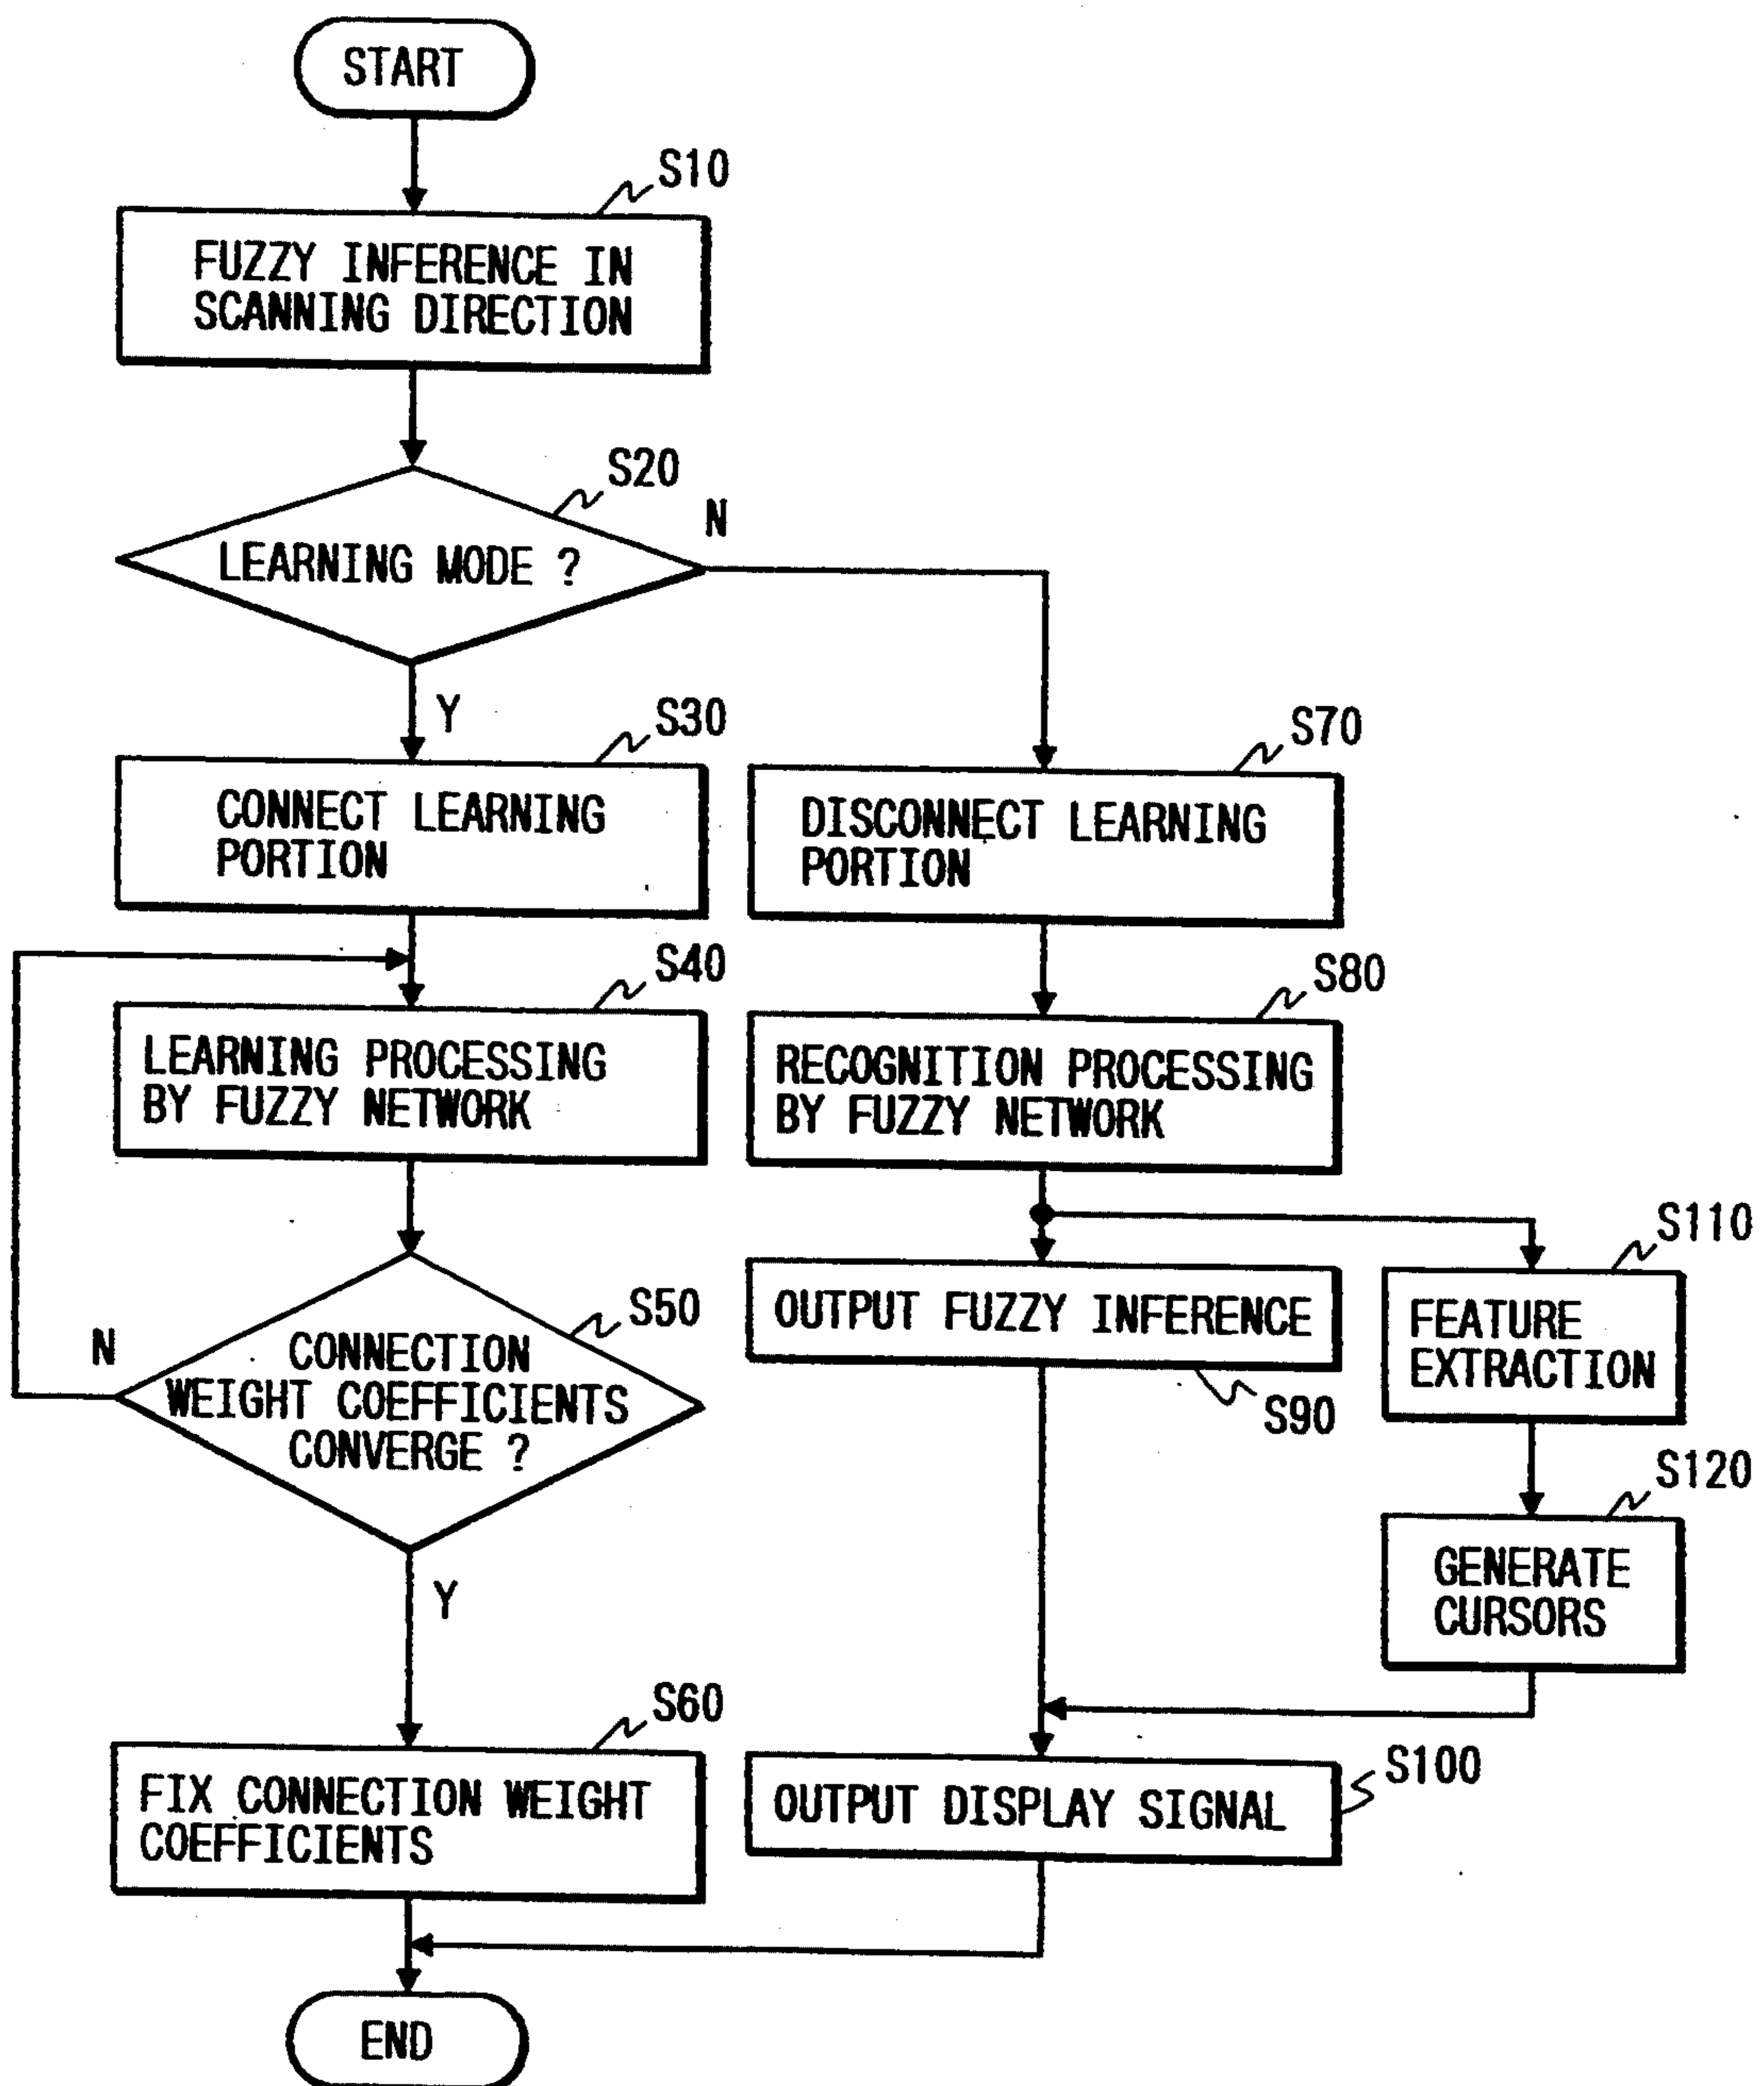 START
S10
FUZZY INFERENCE IN
SCANNING DIRECTION
S20
LEARNING MODE ?
N
Y
S30
CONNECT LEARNING
PORTION
S40
LEARNING PROCESSING
BY FUZZY NETWORK
S50
CONNECTION
WEIGHT COEFFICIENTS
CONVERGE ?
N
Y
S60
FIX CONNECTION WEIGHT
COEFFICIENTS
S70
DISCONNECT LEARNING
PORTION
S80
RECOGNITION PROCESSING
BY FUZZY NETWORK
OUTPUT FUZZY INFERENCE
S90
S110
FEATURE
EXTRACTION
S120
GENERATE
CURSORS
S100
OUTPUT DISPLAY SIGNAL
END